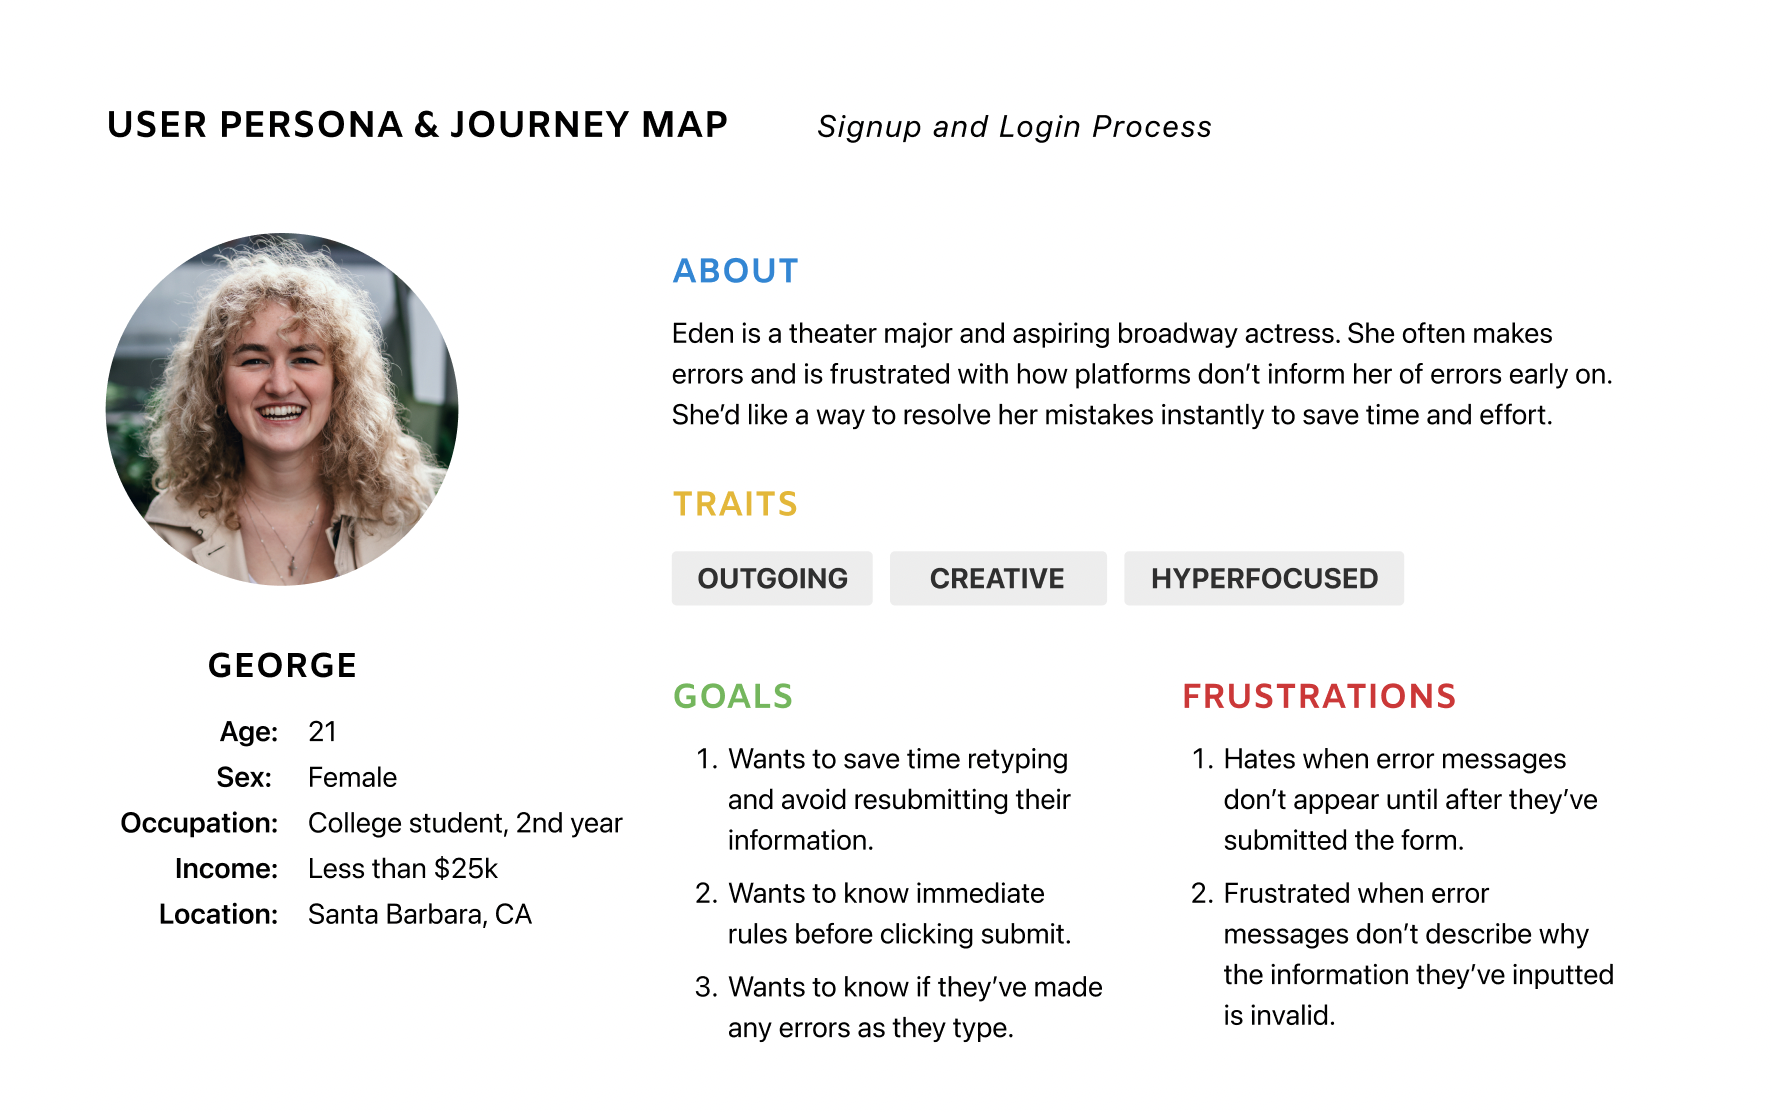 USER PERSONA & JOURNEY MAP
Signup and Login Process
GEORGE
Age: 21
Sex: Female
Occupation: College student, 2nd year
Income: Less than $25k
Location: Santa Barbara, CA
ABOUT
Eden is a theater major and aspiring broadway actress. She often makes
errors and is frustrated with how platforms don’t inform her of errors early on.
She’d like a way to resolve her mistakes instantly to save time and effort.
TRAITS
OUTGOING
CREATIVE
HYPERFOCUSED
GOALS
1. Wants to save time retyping
and avoid resubmitting their
information.
2. Wants to know immediate
rules before clicking submit.
3. Wants to know if they’ve made
any errors as they type.
FRUSTRATIONS
1. Hates when error messages
don’t appear until after they’ve
submitted the form.
2. Frustrated when error
messages don’t describe why
the information they’ve inputted
is invalid.